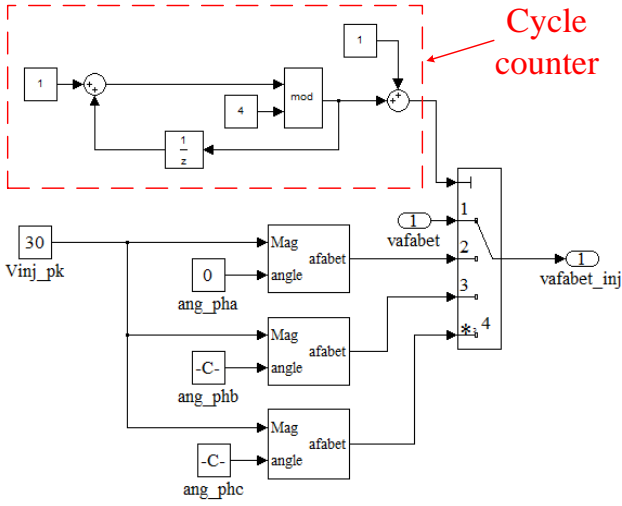 Cycle
counter
1
1
+
+
+
+
mod
4
1
z
1
1
vafabet
2
3
*, 4
1
vafabet_inj
30
Vinj_pk
Mag
angle
afabet
0
ang_pha
Mag
angle
afabet
-C-
ang_phb
Mag
angle
afabet
-C-
ang_phc